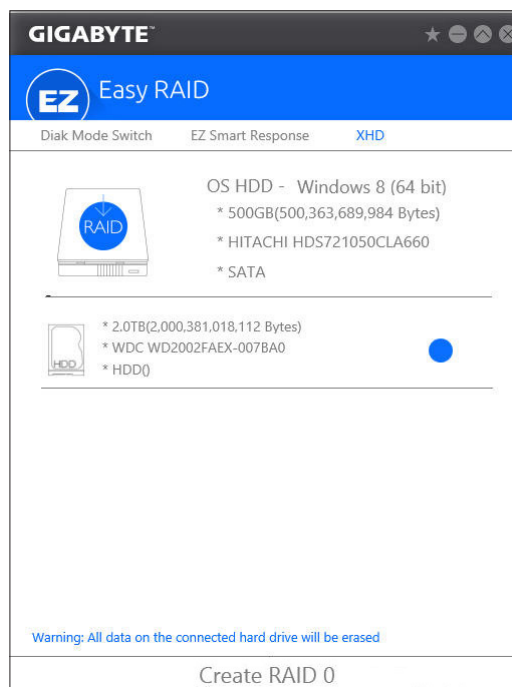 GIGABYTE™
EZ Easy RAID
Diak Mode Switch EZ Smart Response XHD
OS HDD - Windows 8 (64 bit)
* 500GB(500,363,689,984 Bytes)
RAID
* HITACHI HDS721050CLA660
* SATA
* 2.0TB(2,000,381,018,112 Bytes)
* WDC WD2002FAEX-007BA0
HDD
* HDD()
Warning: All data on the connected hard drive will be erased
Create RAID 0